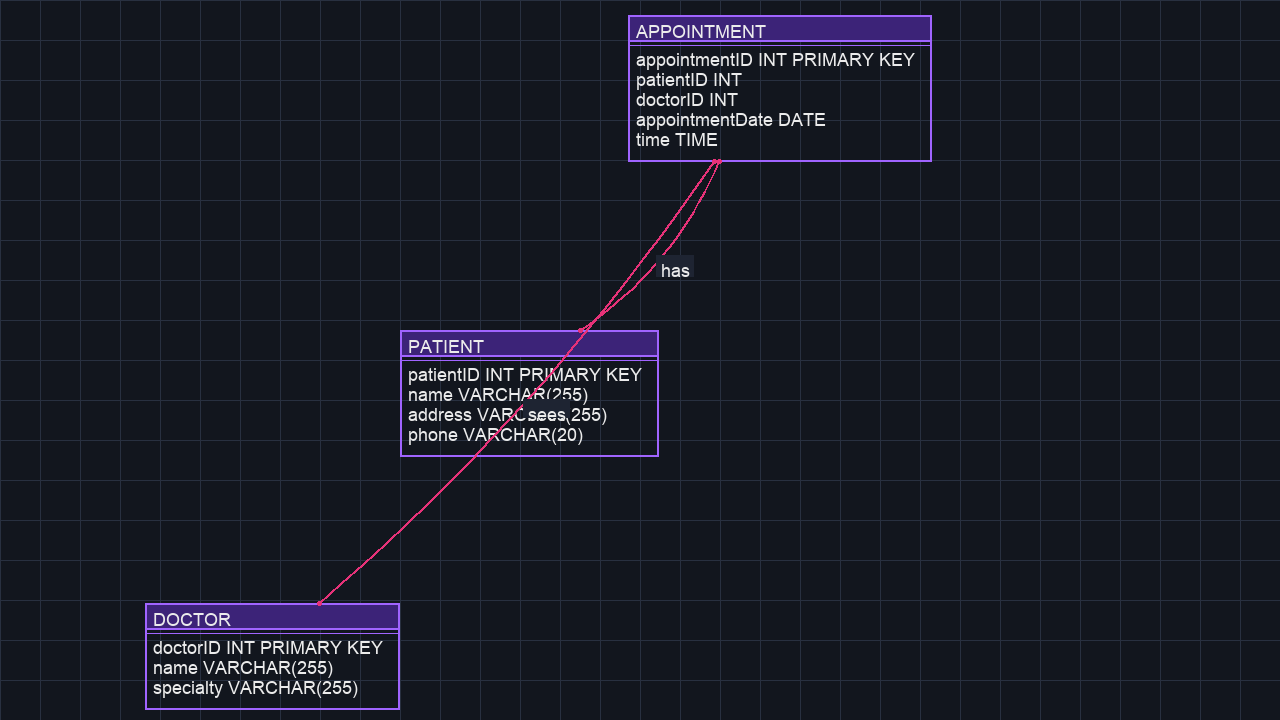 APPOINTMENT
appointmentID INT PRIMARY KEY
patientID INT
doctorID INT
appointmentDate DATE
time TIME
has
PATIENT
patientID INT PRIMARY KEY
name VARCHAR(255)
address VARC 255)
sees
phone VARCHAR(20)
DOCTOR
doctorID INT PRIMARY KEY
name VARCHAR(255)
specialty VARCHAR(255)